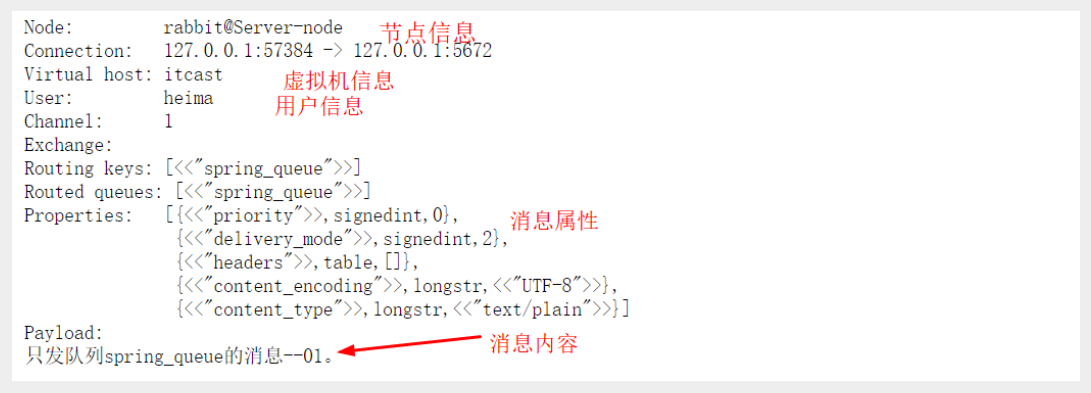 Node: rabbit@Server-node 节点信息
Connection: 127.0.0.1:57384 -> 127.0.0.1:5672
Virtual host: itcast 虚拟机信息
User: heima 用户信息
Channel: 1
Exchange:
Routing keys: [<<"spring_queue">>]
Routed queues: [<<"spring_queue">>]
Properties: [{<<"priority">>,signedint,0}, 消息属性
{<<"delivery_mode">>,signedint,2},
{<<"headers">>,table,[]},
{<<"content_encoding">>,longstr,<<"UTF-8">>},
{<<"content_type">>,longstr,<<"text/plain">>}]
Payload:
只发队列spring_queue的消息--01。 消息内容